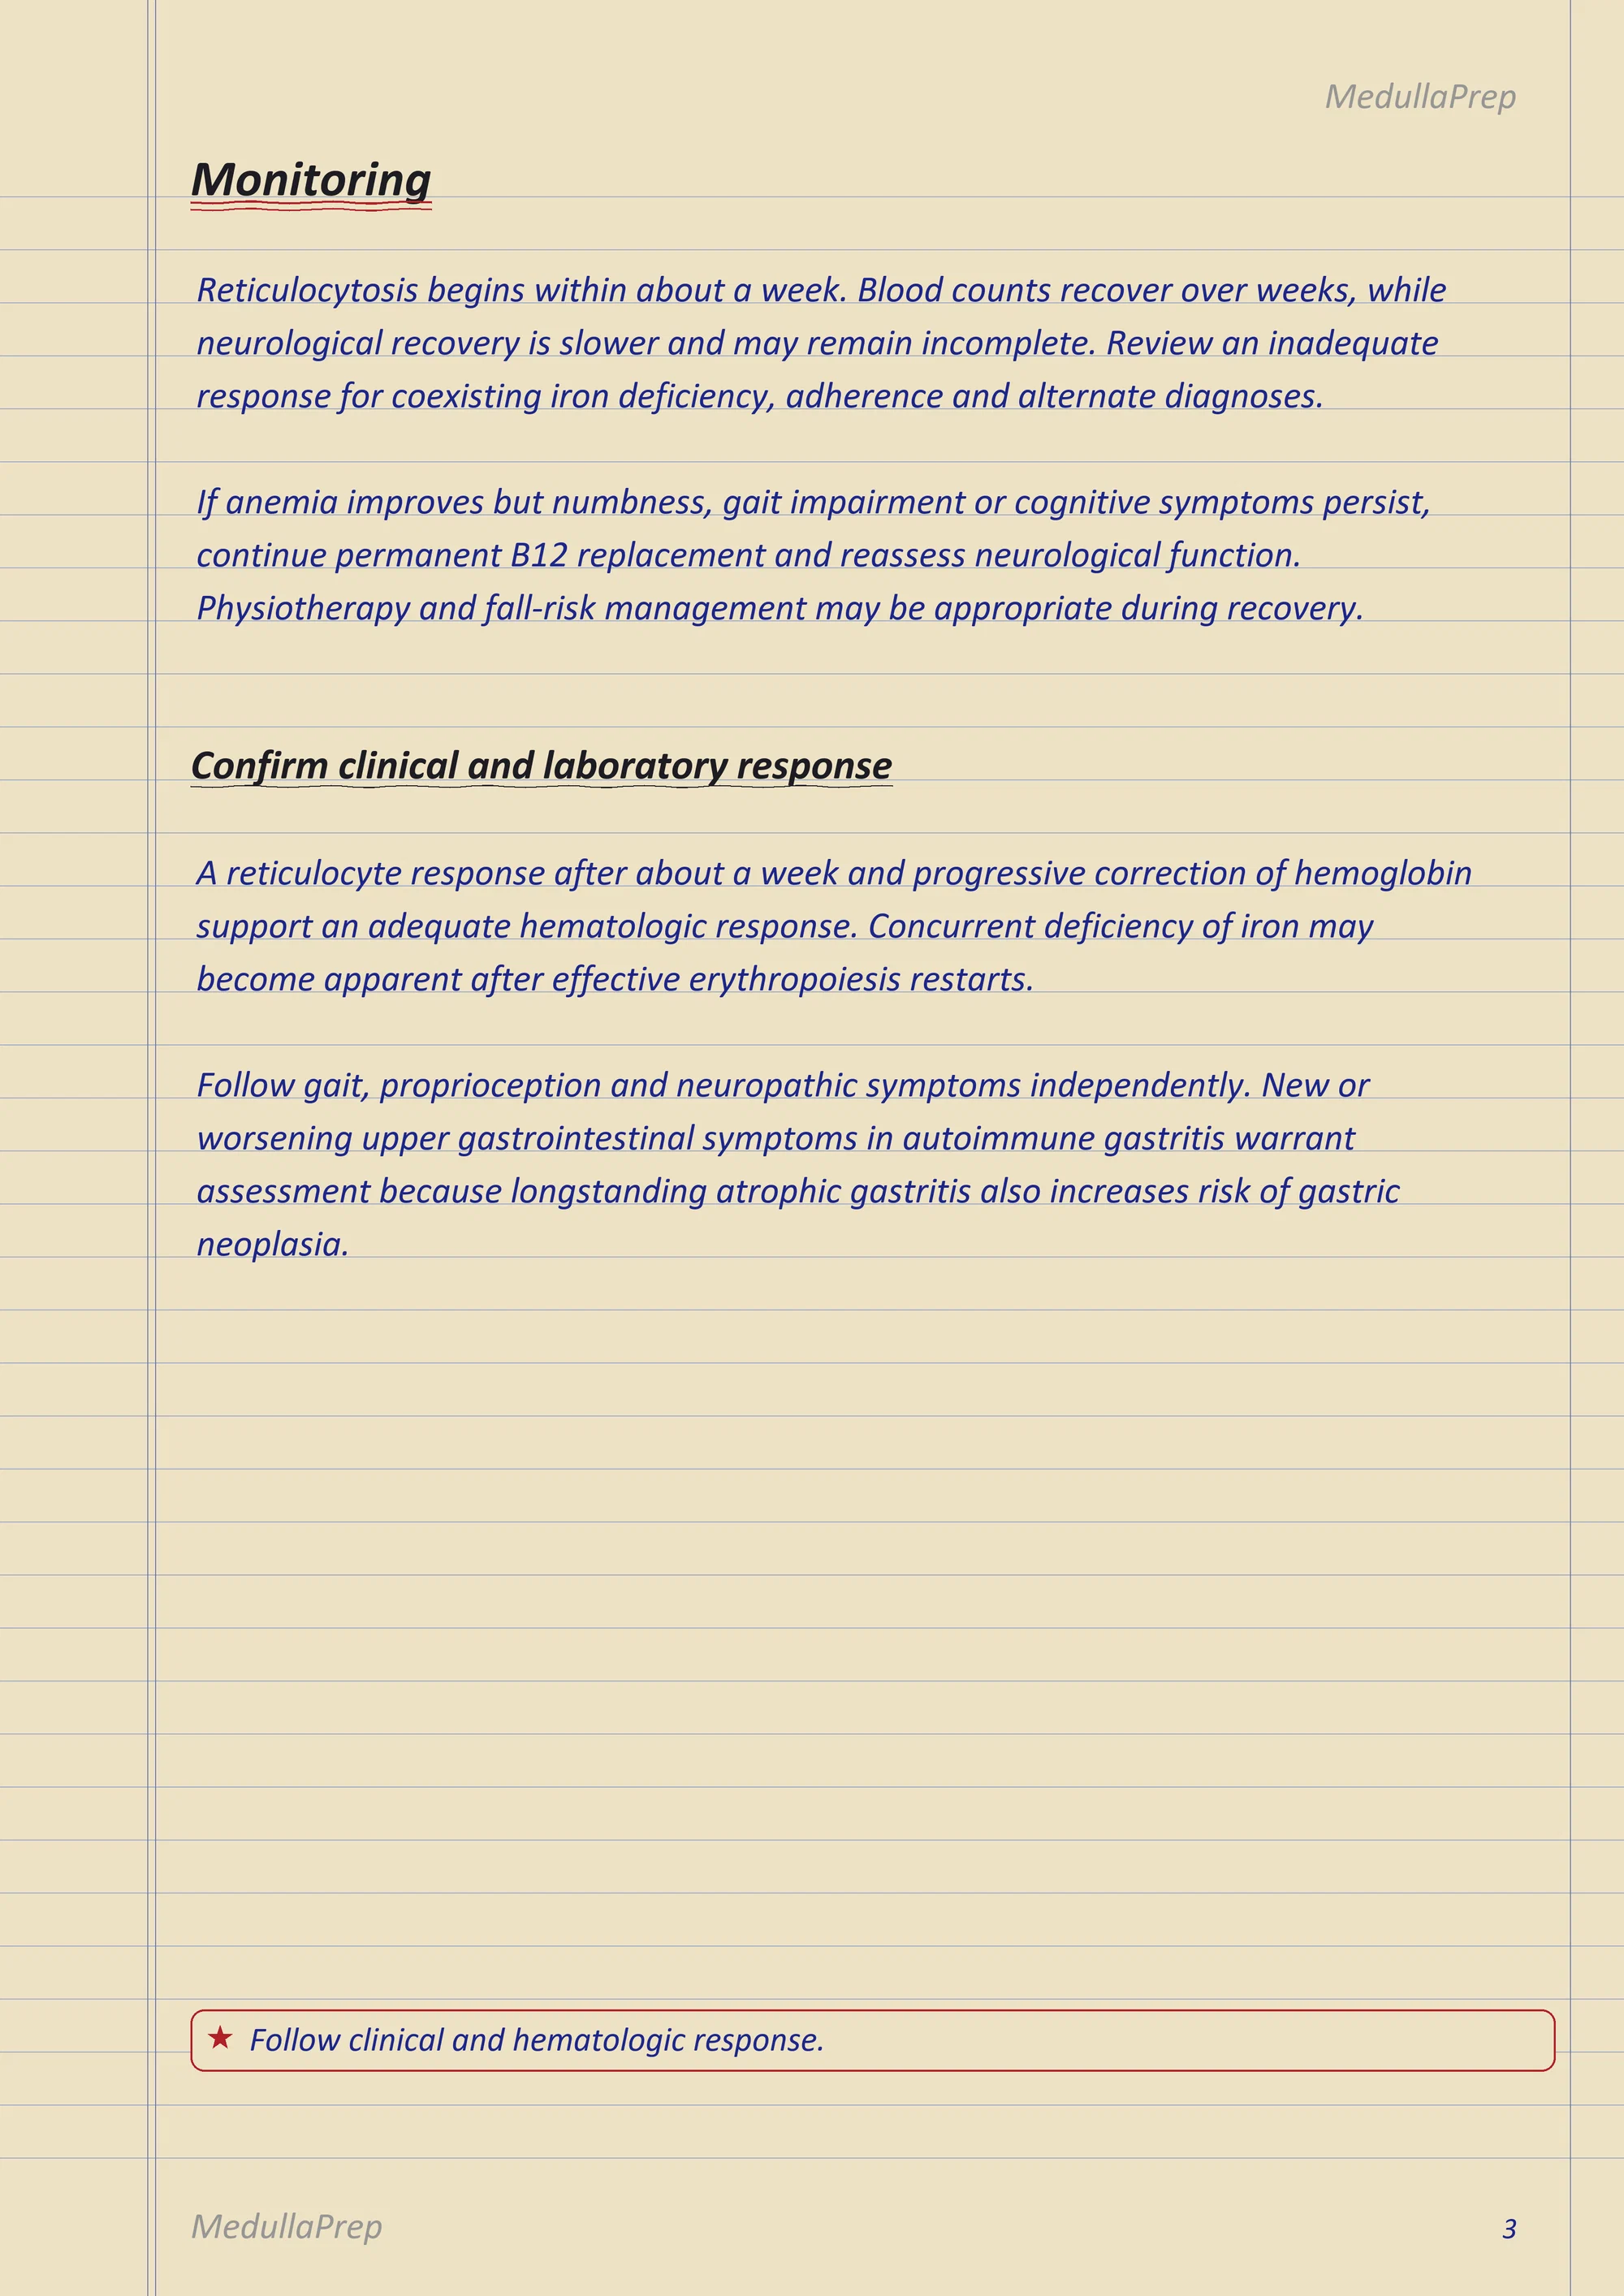 MedullaPrep
Monitoring
Reticulocytosis begins within about a week. Blood counts recover over weeks, while
neurological recovery is slower and may remain incomplete. Review an inadequate
response for coexisting iron deficiency, adherence and alternate diagnoses.
If anemia improves but numbness, gait impairment or cognitive symptoms persist,
continue permanent B12 replacement and reassess neurological function.
Physiotherapy and fall-risk management may be appropriate during recovery.
Confirm clinical and laboratory response
A reticulocyte response after about a week and progressive correction of hemoglobin
support an adequate hematologic response. Concurrent deficiency of iron may
become apparent after effective erythropoiesis restarts.
Follow gait, proprioception and neuropathic symptoms independently. New or
worsening upper gastrointestinal symptoms in autoimmune gastritis warrant
assessment because longstanding atrophic gastritis also increases risk of gastric
neoplasia.
★ Follow clinical and hematologic response.
MedullaPrep
3